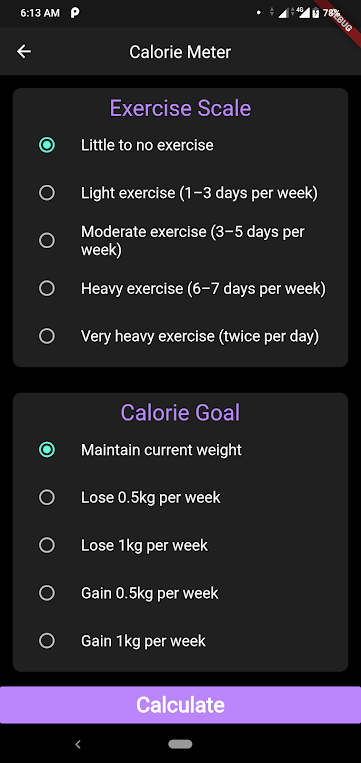 6:13 AM
4G
78%
DEBUG
Calorie Meter
Exercise Scale
Little to no exercise
Light exercise (1–3 days per week)
Moderate exercise (3–5 days per
week)
Heavy exercise (6–7 days per week)
Very heavy exercise (twice per day)
Calorie Goal
Maintain current weight
Lose 0.5kg per week
Lose 1kg per week
Gain 0.5kg per week
Gain 1kg per week
Calculate